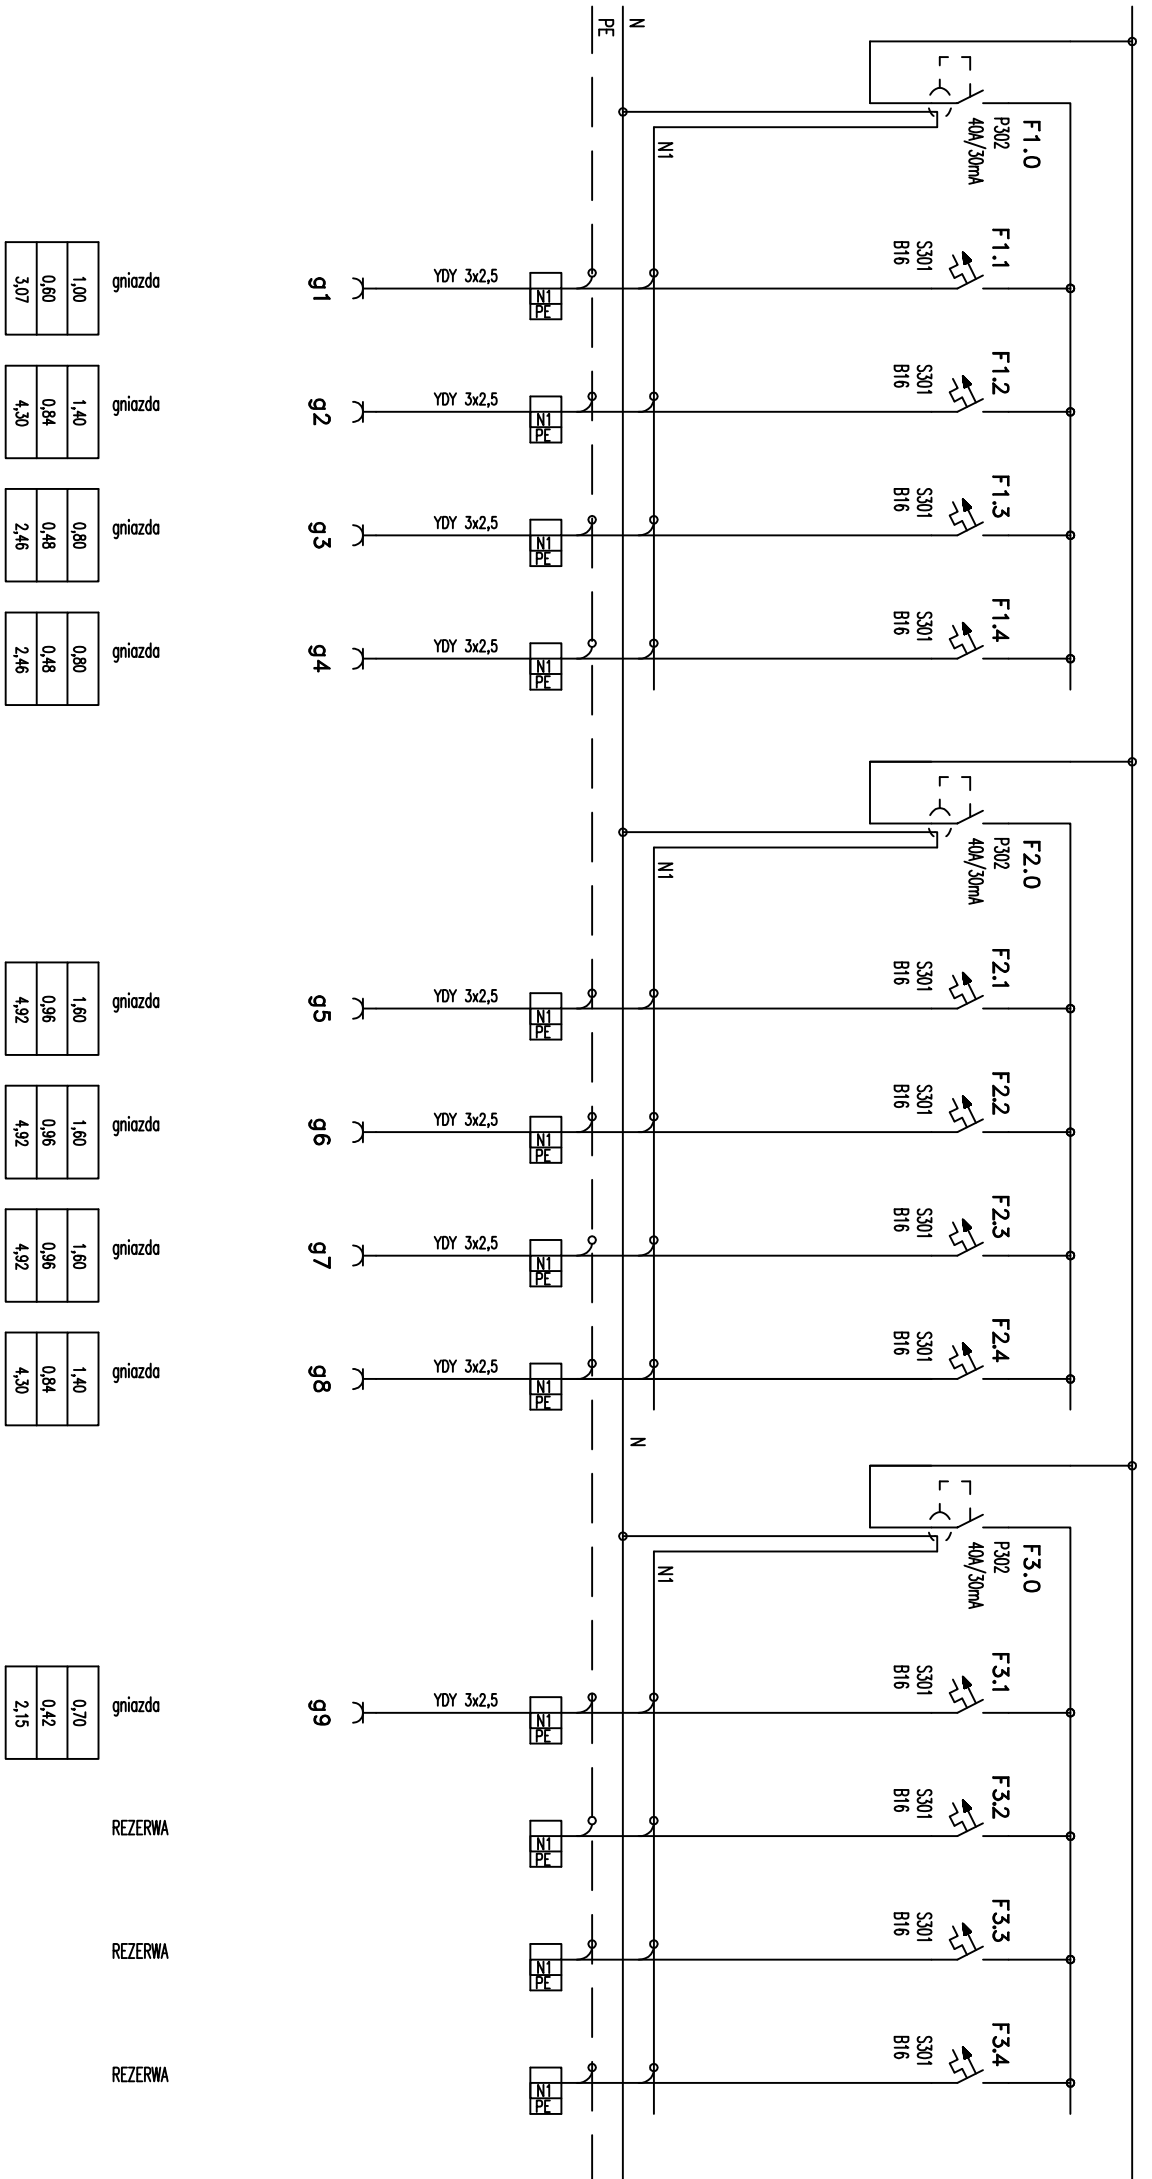 N
PE
F1.0
P302
40A/30mA
N1
F1.1
S301
B16
YDY 3x2,5
N1
PE
g1
gniazda
1,00
0,60
3,07
F1.2
S301
B16
YDY 3x2,5
N1
PE
g2
gniazda
1,40
0,84
4,30
F1.3
S301
B16
YDY 3x2,5
N1
PE
g3
gniazda
0,80
0,48
2,46
F1.4
S301
B16
YDY 3x2,5
N1
PE
g4
gniazda
0,80
0,48
2,46
F2.0
P302
40A/30mA
N1
F2.1
S301
B16
YDY 3x2,5
N1
PE
g5
gniazda
1,60
0,96
4,92
F2.2
S301
B16
YDY 3x2,5
N1
PE
g6
gniazda
1,60
0,96
4,92
F2.3
S301
B16
YDY 3x2,5
N1
PE
g7
gniazda
1,60
0,96
4,92
F2.4
S301
B16
YDY 3x2,5
N1
PE
g8
gniazda
1,40
0,84
4,30
N
F3.0
P302
40A/30mA
N1
F3.1
S301
B16
YDY 3x2,5
N1
PE
g9
gniazda
0,70
0,42
2,15
F3.2
S301
B16
N1
PE
REZERWA
F3.3
S301
B16
N1
PE
REZERWA
F3.4
S301
B16
N1
PE
REZERWA